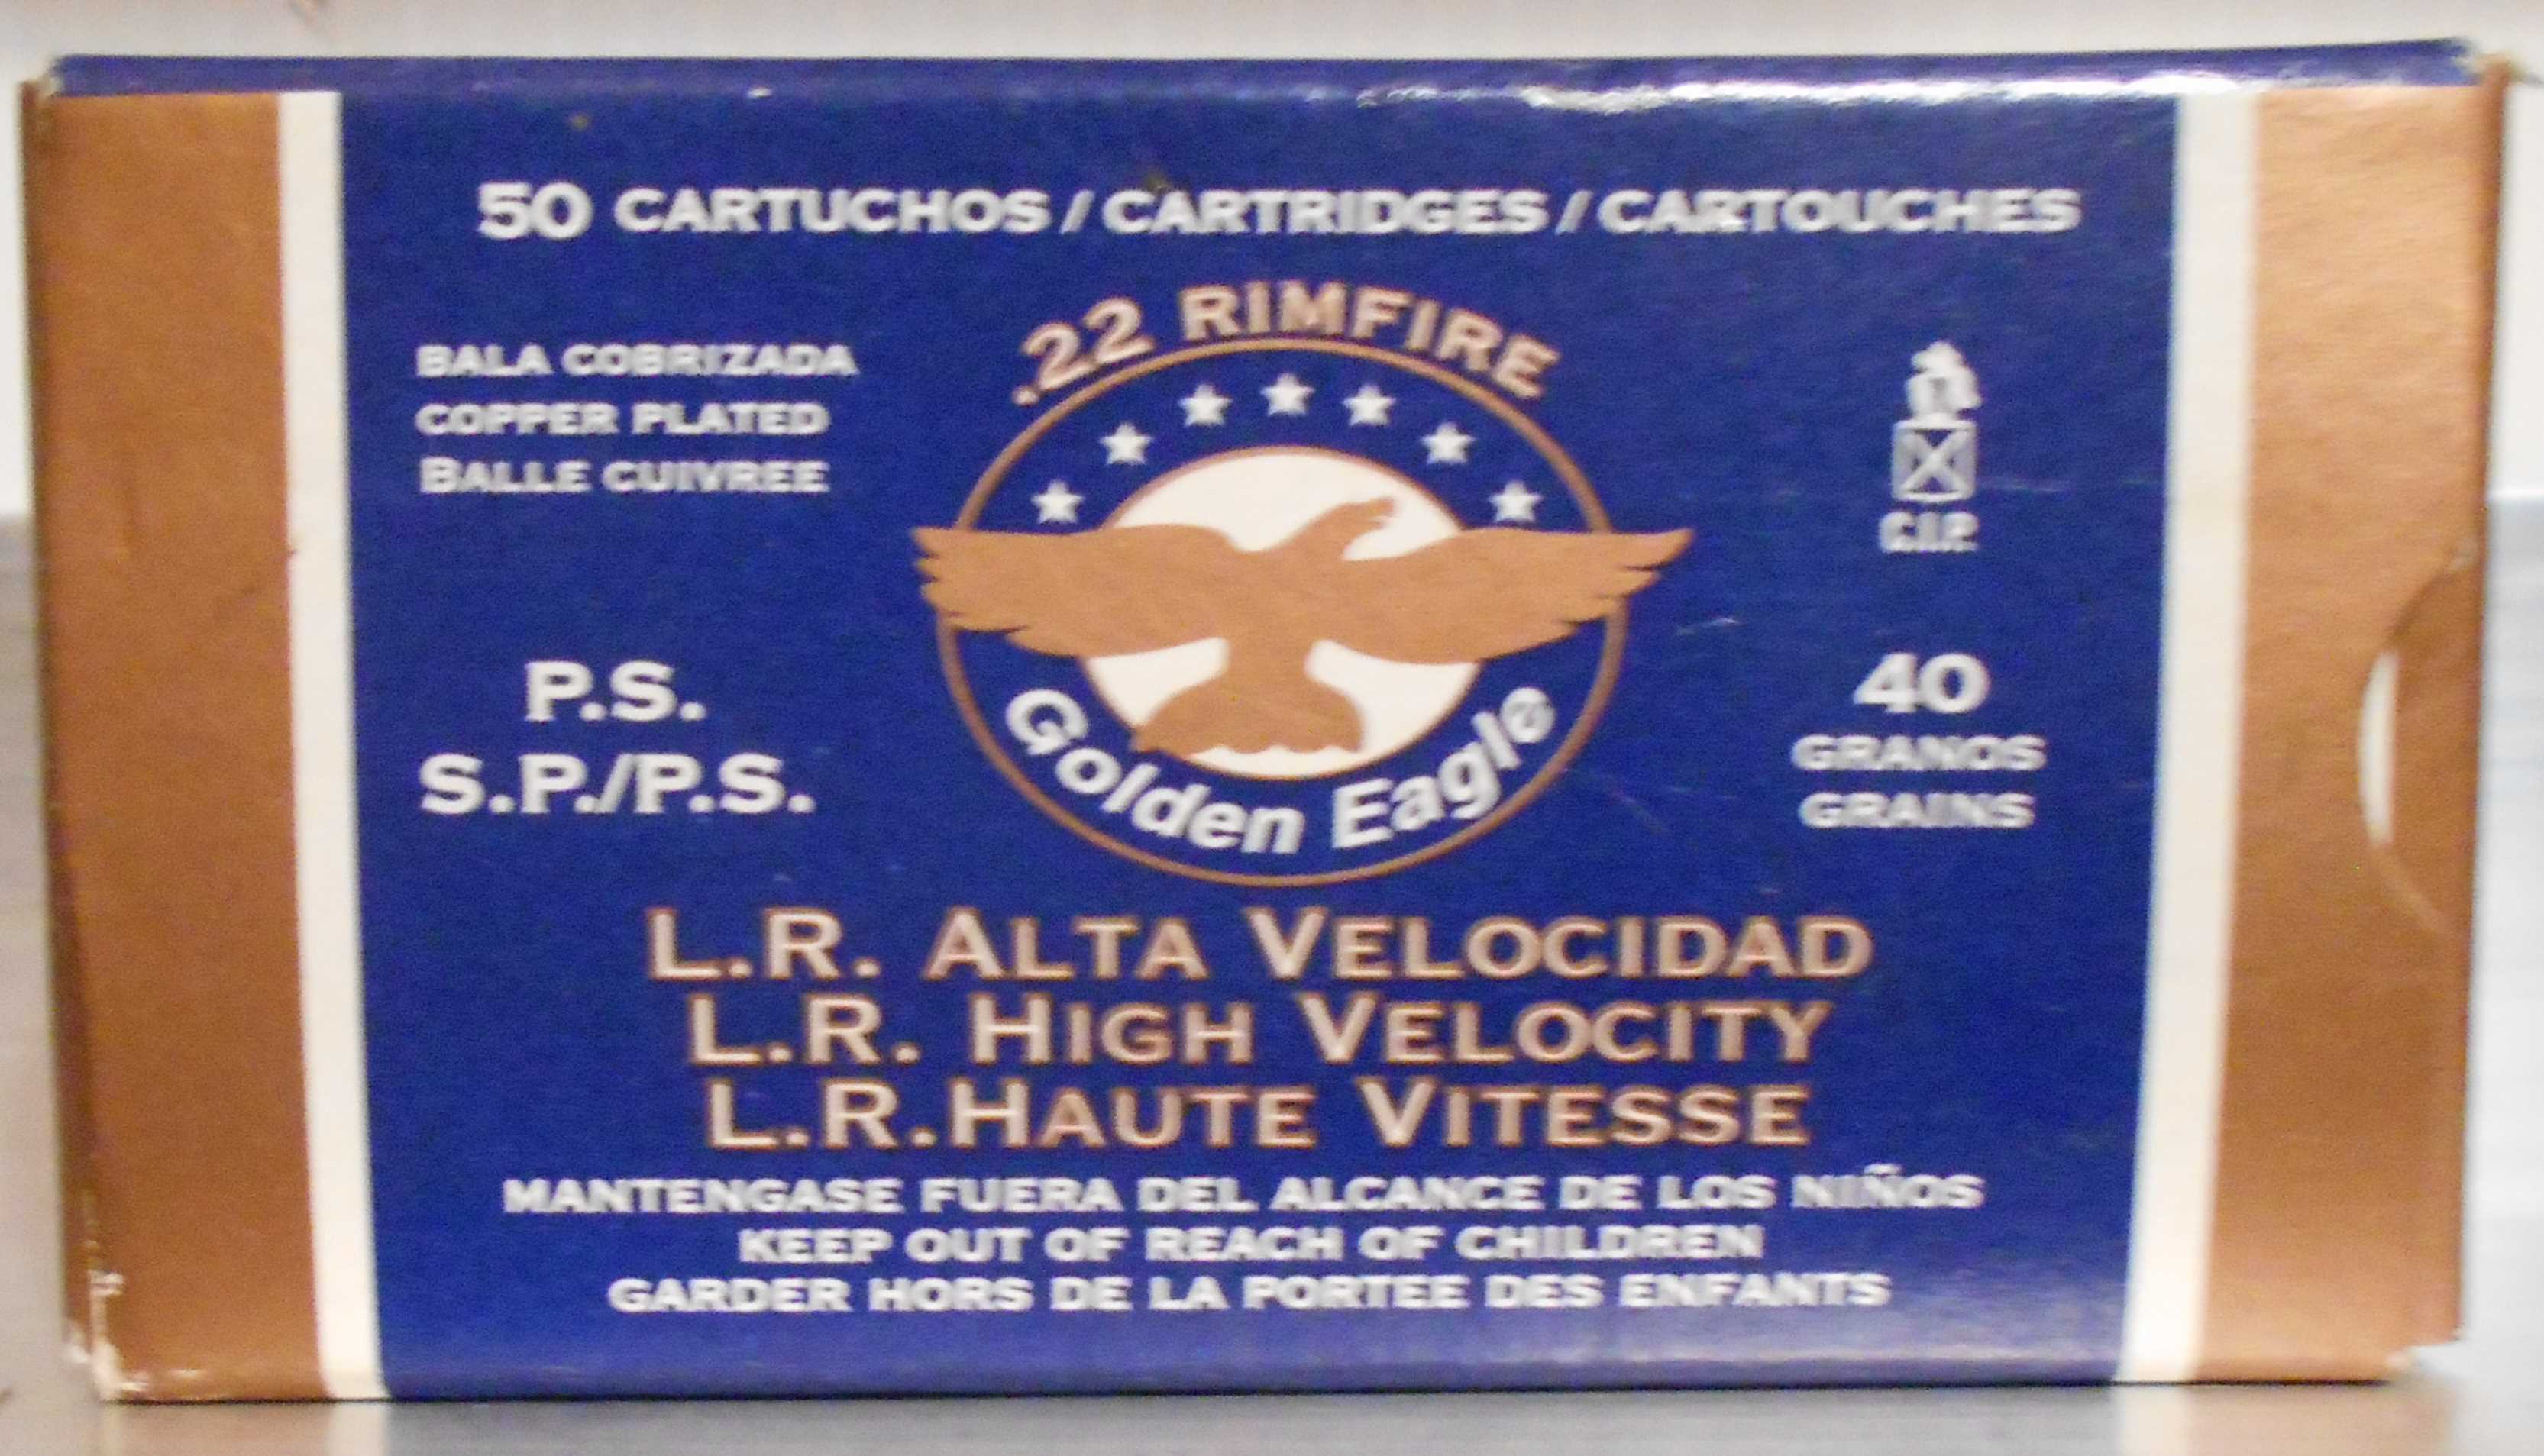 50 CARTUCHOS / CARTRIDGES / CARTOUCHES
.22 RIMFIRE
BALA COBRIZADA
COPPER PLATED
BALLE CUIVREE
C.I.P.
P.S.
S.P./P.S.
Golden Eagle
40
GRANOS
GRAINS
L.R. ALTA VELOCIDAD
L.R. HIGH VELOCITY
L.R.HAUTE VITESSE
MANTENGASE FUERA DEL ALCANCE DE LOS NIÑOS
KEEP OUT OF REACH OF CHILDREN
GARDER HORS DE LA PORTEE DES ENFANTS